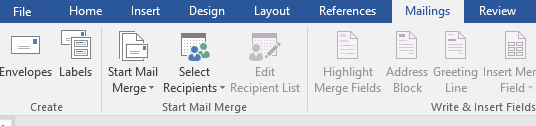 File Home Insert Design Layout References Mailings Review
Envelopes Labels Start Mail Merge Select Recipients Edit Recipient List Highlight Merge Fields Address Block Greeting Line Insert Field
Create Start Mail Merge Write & Insert Fields